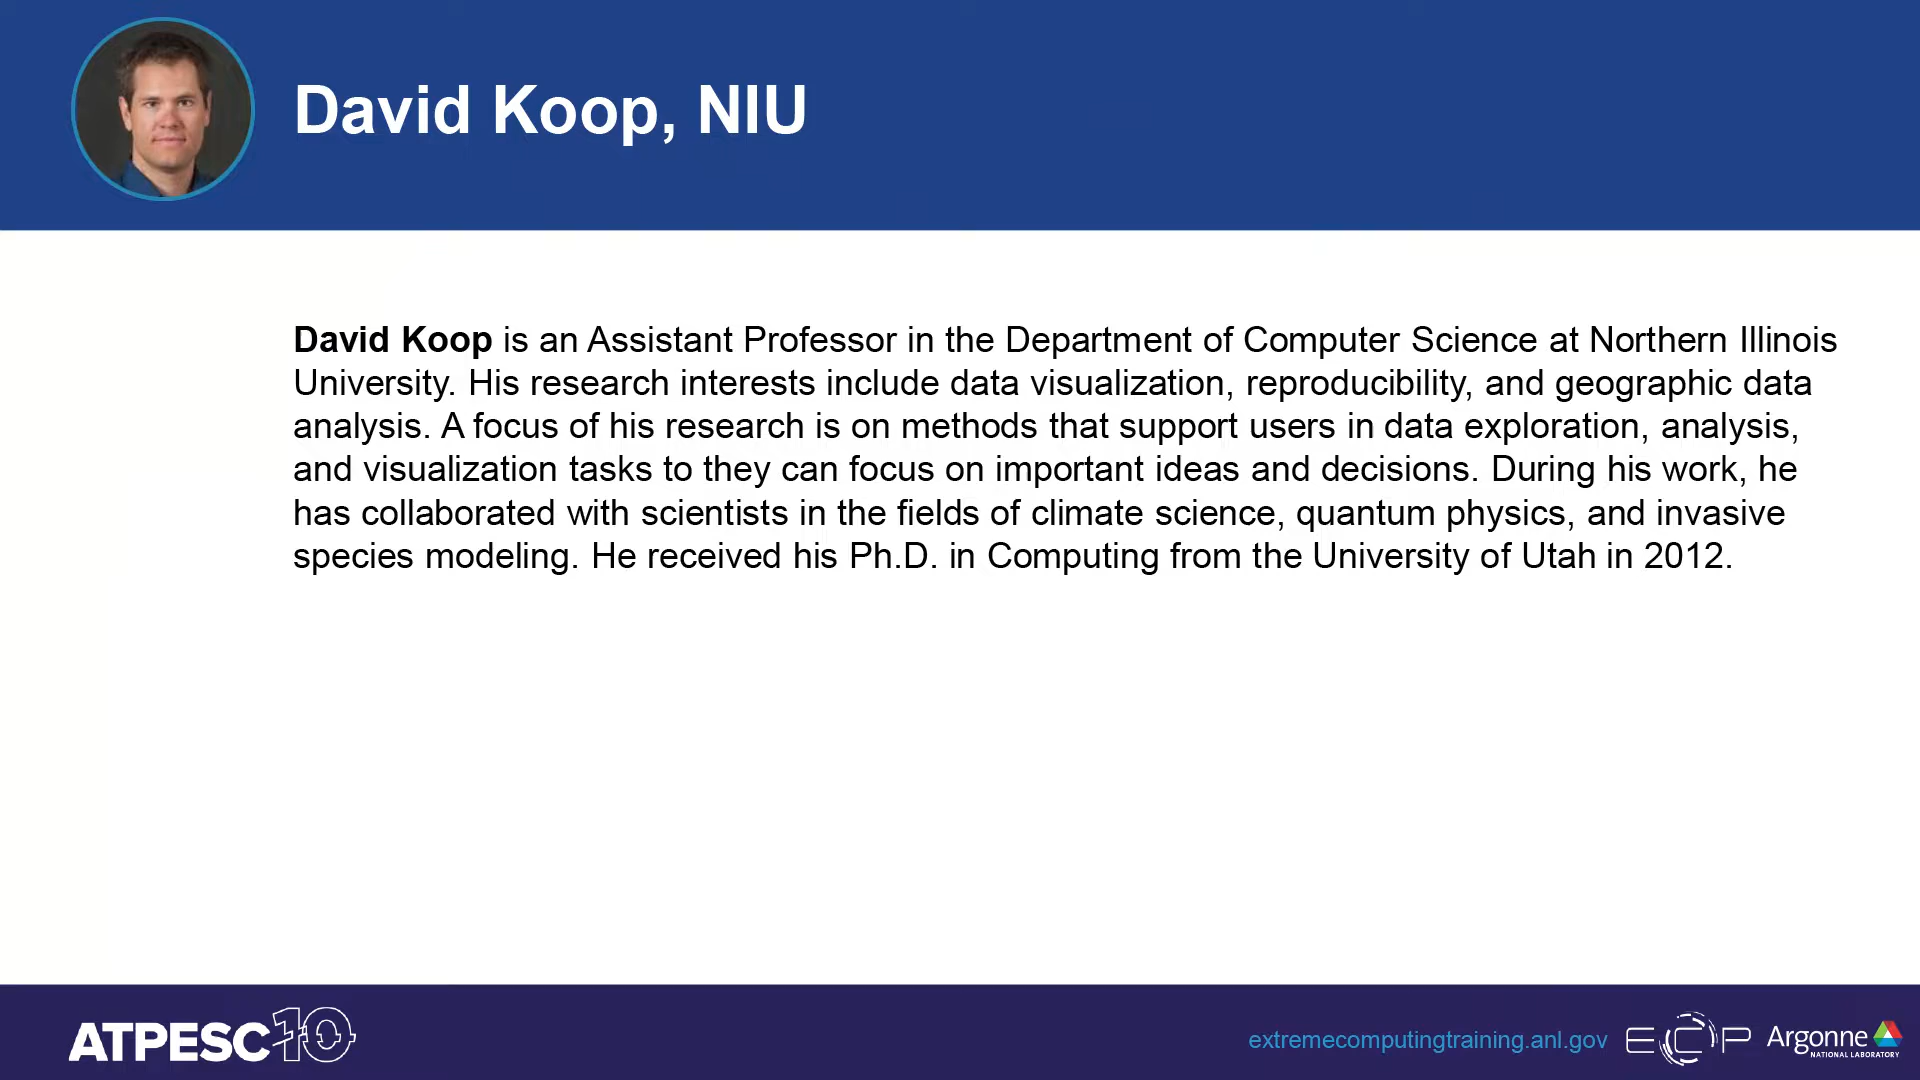 David Koop, NIU
David Koop is an Assistant Professor in the Department of Computer Science at Northern Illinois
University. His research interests include data visualization, reproducibility, and geographic data
analysis. A focus of his research is on methods that support users in data exploration, analysis,
and visualization tasks to they can focus on important ideas and decisions. During his work, he
has collaborated with scientists in the fields of climate science, quantum physics, and invasive
species modeling. He received his Ph.D. in Computing from the University of Utah in 2012.
ATPESC10
extremecomputingtraining.anl.gov
ECP
Argonne
NATIONAL LABORATORY